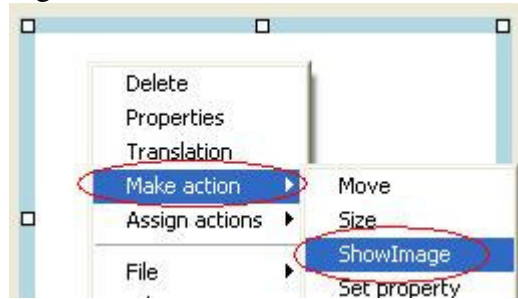 Delete
Properties
Translation
Make action
Assign actions
File
Move
Size
ShowImage
Set property